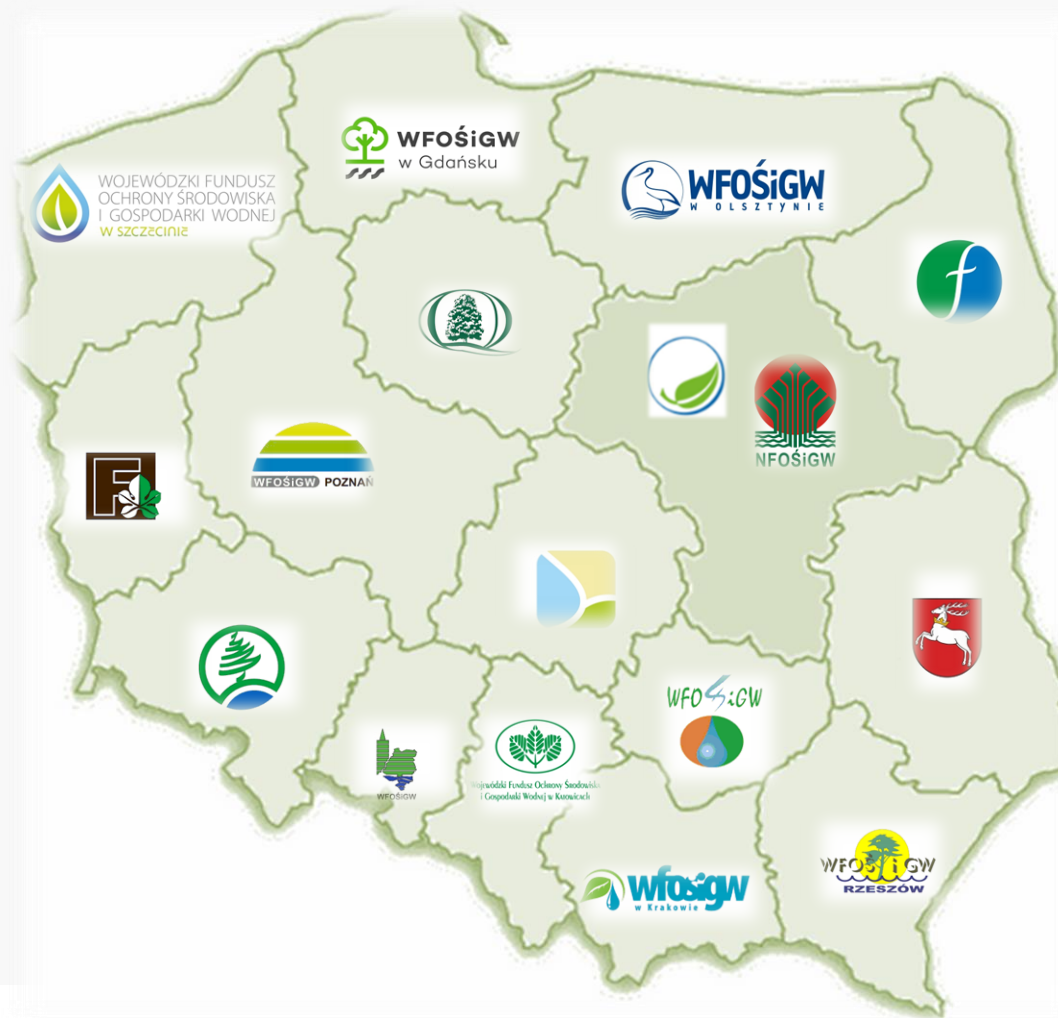 WFOŚiGW
w Gdańsku
WOJEWÓDZKI FUNDUSZ
OCHRONY ŚRODOWISKA
I GOSPODARKI WODNEJ
W SZCZECINIE
WFOŚiGW
W OLSZTYNIE
NFOŚiGW
WFOŚiGW POZNAŃ
WFOŚiGW
WFOŚiGW
Wojewódzki Fundusz Ochrony Środowiska
i Gospodarki Wodnej w Katowicach
wfosigw
w Krakowie
WFOŚiGW
RZESZÓW